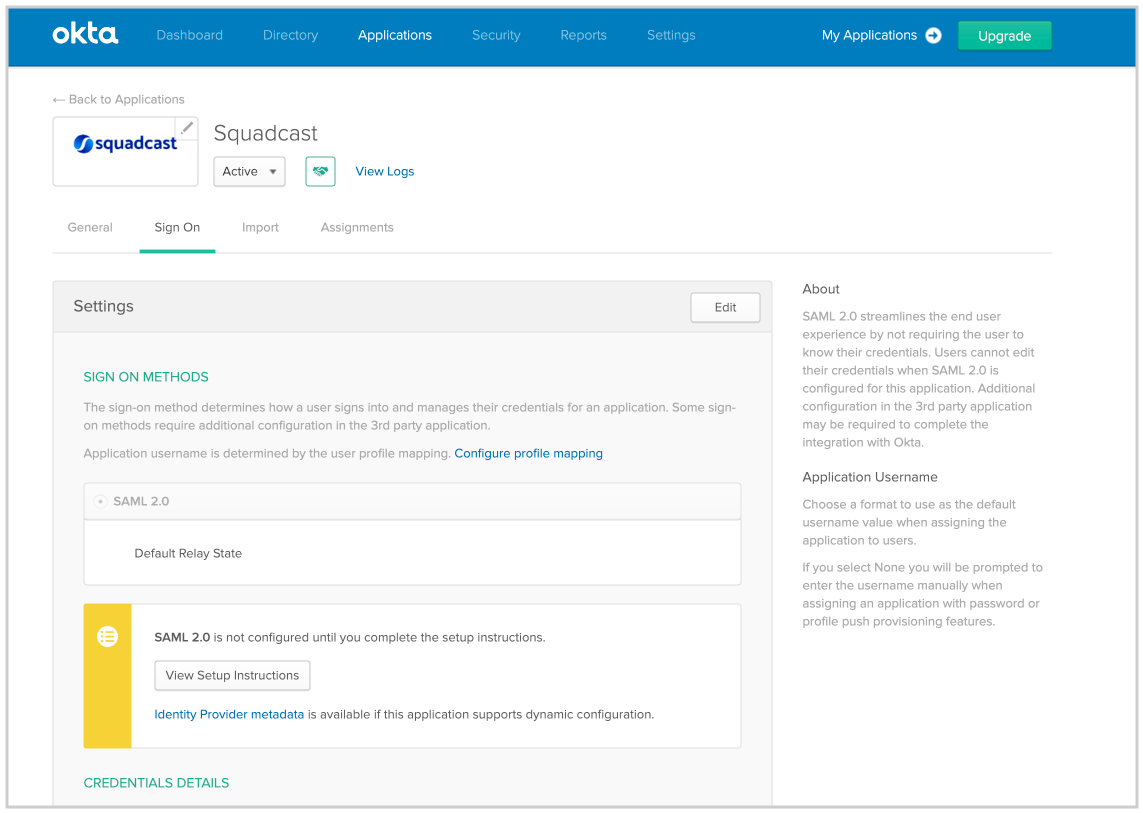 okta
Dashboard
Directory
Applications
Security
Reports
Settings
My Applications
Upgrade
← Back to Applications
squadcast
Squadcast
Active
View Logs
General
Sign On
Import
Assignments
Settings
Edit
SIGN ON METHODS
The sign-on method determines how a user signs into and manages their credentials for an application. Some sign-
on methods require additional configuration in the 3rd party application.
Application username is determined by the user profile mapping. Configure profile mapping
SAML 2.0
Default Relay State
SAML 2.0 is not configured until you complete the setup instructions.
View Setup Instructions
Identity Provider metadata is available if this application supports dynamic configuration.
CREDENTIALS DETAILS
About
SAML 2.0 streamlines the end user
experience by not requiring the user to
know their credentials. Users cannot edit
their credentials when SAML 2.0 is
configured for this application. Additional
configuration in the 3rd party application
may be required to complete the
integration with Okta.
Application Username
Choose a format to use as the default
username value when assigning the
application to users.
If you select None you will be prompted to
enter the username manually when
assigning an application with password or
profile push provisioning features.